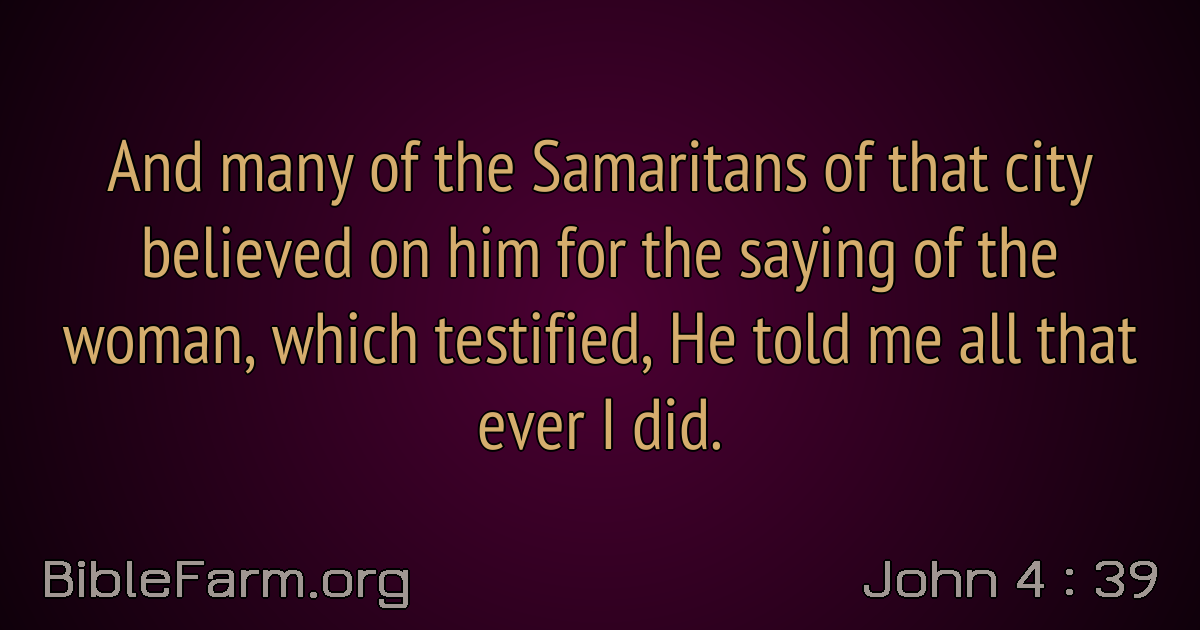 And many of the Samaritans of that city
believed on him for the saying of the
woman, which testified, He told me all that
ever I did.
BibleFarm.org
John 4 : 39